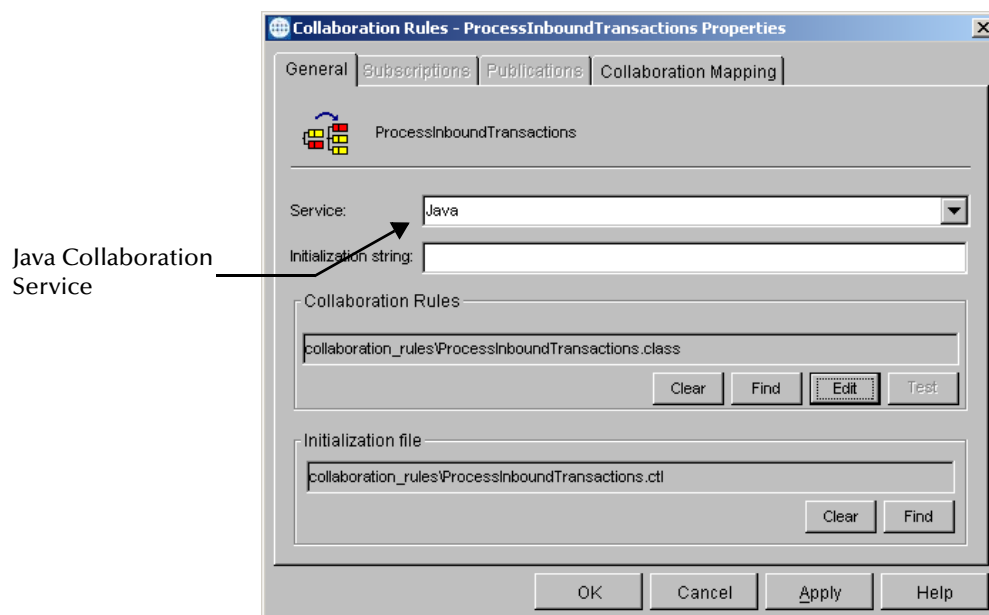 Collaboration Rules - ProcessInboundTransactions Properties
General Subscriptions Publications Collaboration Mapping
ProcessInboundTransactions
Service: Java
Java Collaboration
Service
Initialization string:
Collaboration Rules
collaboration_rules\ProcessInboundTransactions.class
Clear Find Edit Test
Initialization file
collaboration_rules\ProcessInboundTransactions.ctl
Clear Find
OK Cancel Apply Help